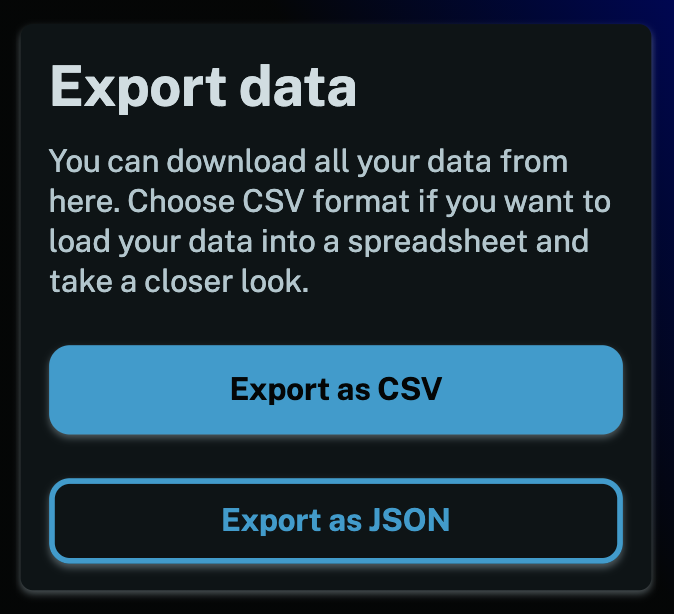 Export data
You can download all your data from
here. Choose CSV format if you want to
load your data into a spreadsheet and
take a closer look.
Export as CSV
Export as JSON